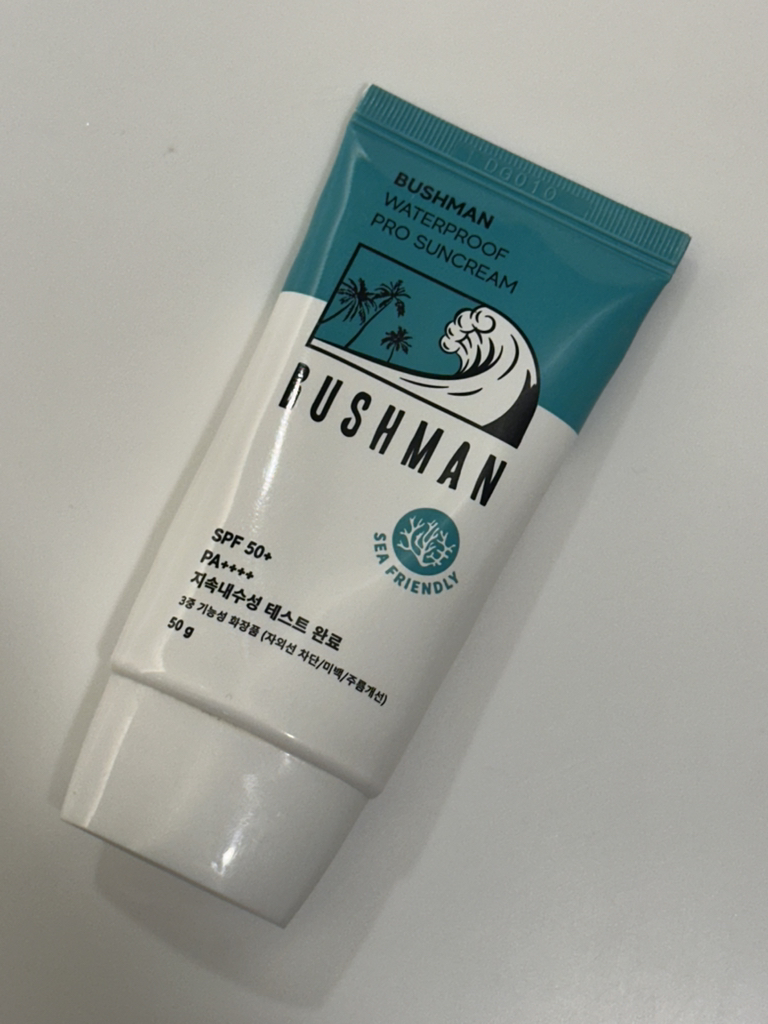 DQ010
BUSHMAN
WATERPROOF
PRO SUNCREAM
BUSHMAN
SEA FRIENDLY
SPF 50+
PA++++
지속내수성 테스트 완료
3중 기능성 화장품 (자외선 차단/미백/주름개선)
50 g